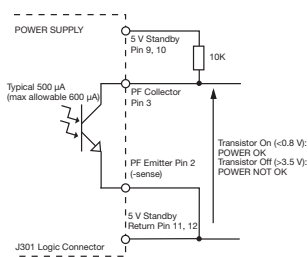 POWER SUPPLY
5 V Standby
Pin 9, 10
10K
Typical 500 µA
(max allowable 600 µA)
PF Collector
Pin 3
Transistor On (<0.8 V):
POWER OK
Transistor Off (>3.5 V):
POWER NOT OK
PF Emitter Pin 2
(-sense)
5 V Standby
Return Pin 11, 12
J301 Logic Connector